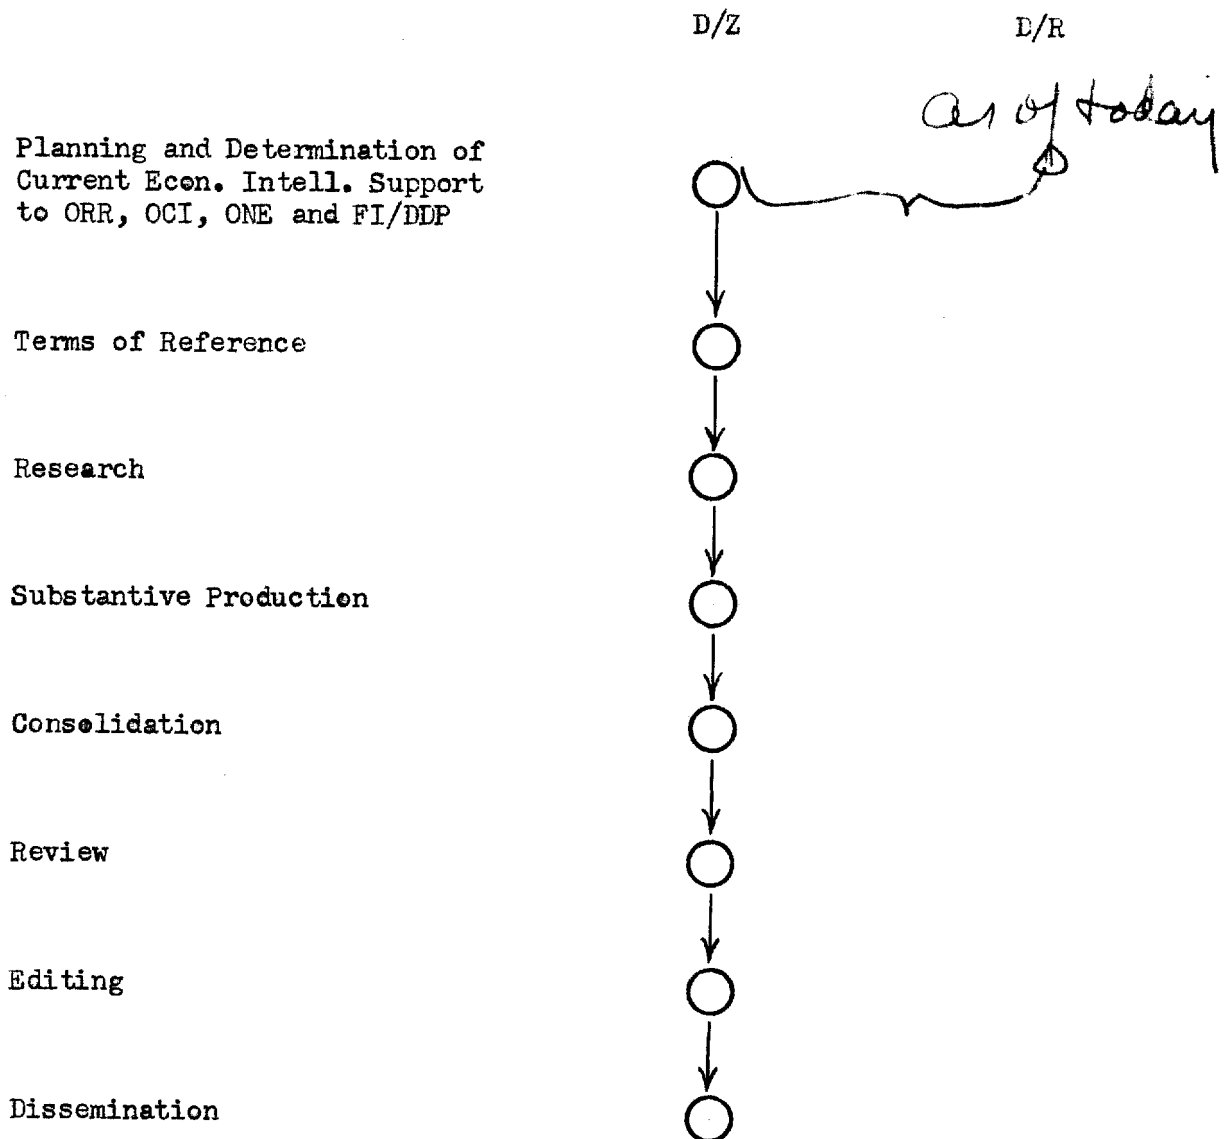 D/Z D/R
as of today
Planning and Determination of
Current Econ. Intell. Support
to ORR, OCI, ONE and FI/DDP
Terms of Reference
Research
Substantive Production
Consolidation
Review
Editing
Dissemination